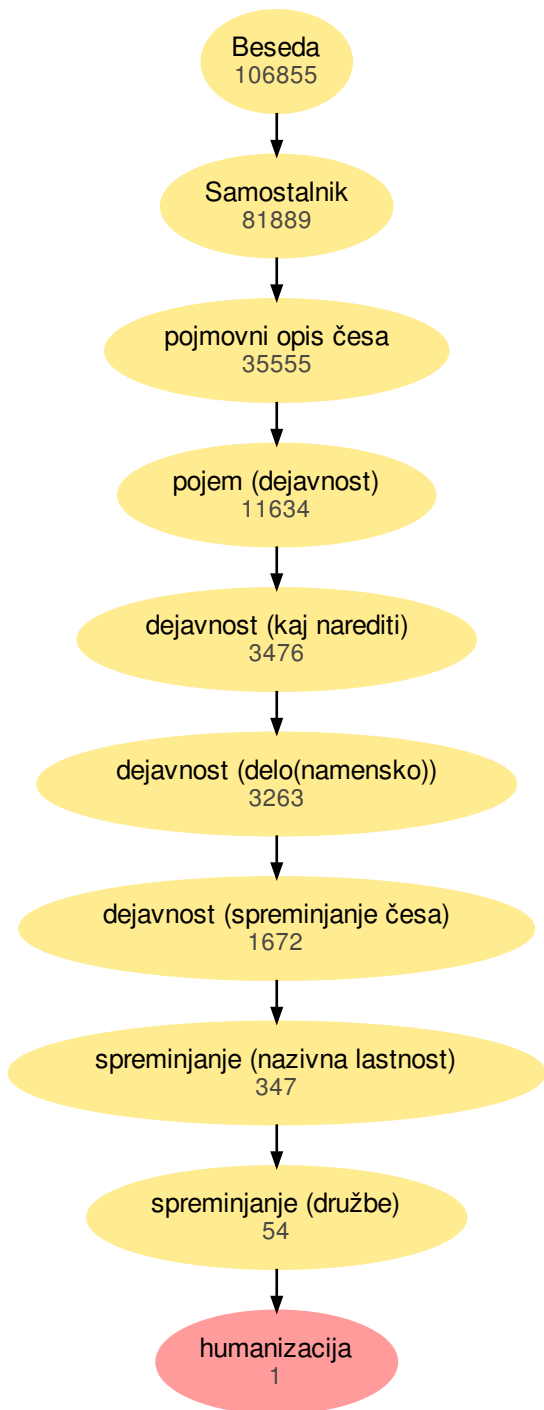 Beseda
106855
Samostalnik
81889
pojmovni opis česa
35555
pojem (dejavnost)
11634
dejavnost (kaj narediti)
3476
dejavnost (delo(namensko))
3263
dejavnost (spreminjanje česa)
1672
spreminjanje (nazivna lastnost)
347
spreminjanje (družbe)
54
humanizacija
1